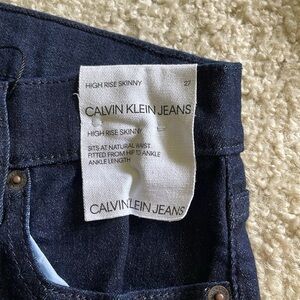 HIGH RISE SKINNY 27
CALVIN KLEIN JEANS
HIGH RISE SKINNY
SITS AT NATURAL WAIST
FITTED FROM HIP TO ANKLE
ANKLE LENGTH
CALVIN KLEIN JEANS